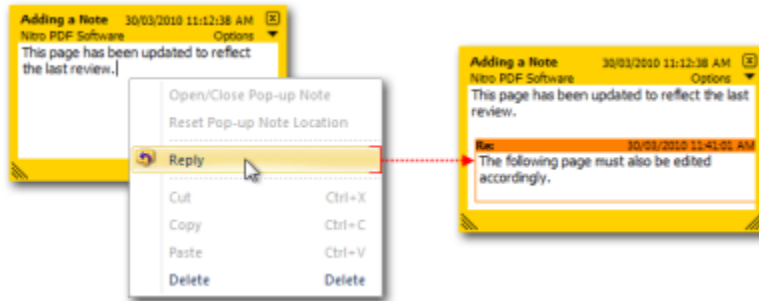 Adding a Note 30/03/2010 11:12:38 AM
Nitro PDF Software Options
This page has been updated to reflect
the last review.
Open/Close Pop-up Note
Reset Pop-up Note Location
Reply
Cut Ctrl+X
Copy Ctrl+C
Paste Ctrl+V
Delete Delete
Adding a Note 30/03/2010 11:12:38 AM
Nitro PDF Software Options
This page has been updated to reflect the last
review.
Re: 30/03/2010 11:41:01 AM
The following page must also be edited
accordingly.